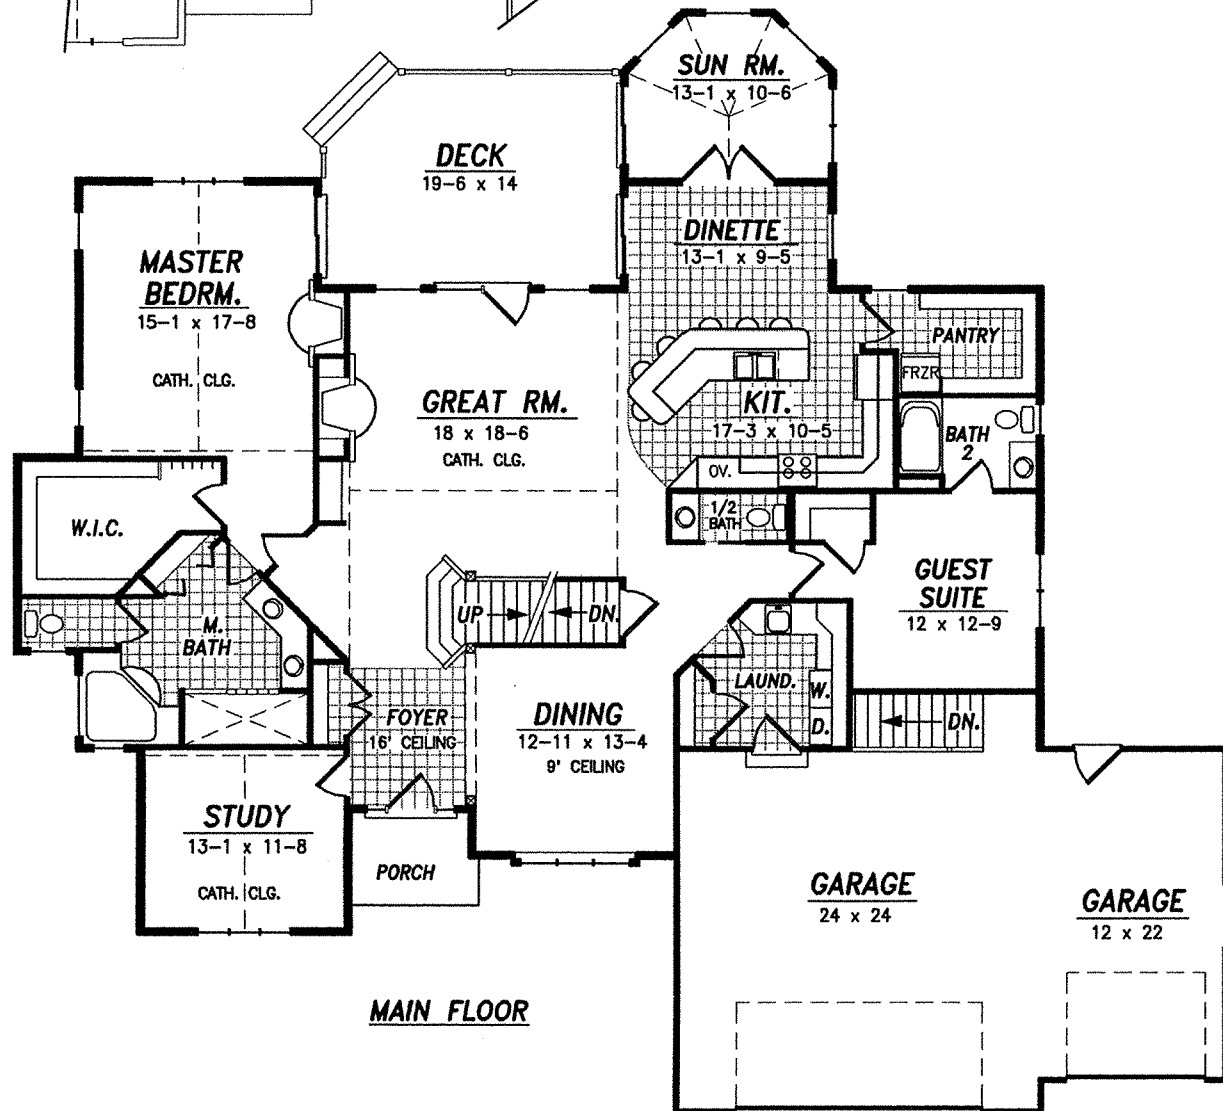 SUN RM.
13-1 x 10-6
DECK
19-6 x 14
DINETTE
13-1 x 9-5
MASTER
BEDRM.
15-1 x 17-8
CATH. CLG.
PANTRY
FRZR
GREAT RM.
18 x 18-6
CATH. CLG.
KIT.
17-3 x 10-5
OV.
BATH
2
W.I.C.
1/2
BATH
GUEST
SUITE
12 x 12-9
UP
DN.
M.
BATH
LAUND.
W.
D.
DN.
FOYER
16' CEILING
DINING
12-11 x 13-4
9' CEILING
STUDY
13-1 x 11-8
CATH. CLG.
PORCH
GARAGE
24 x 24
GARAGE
12 x 22
MAIN FLOOR